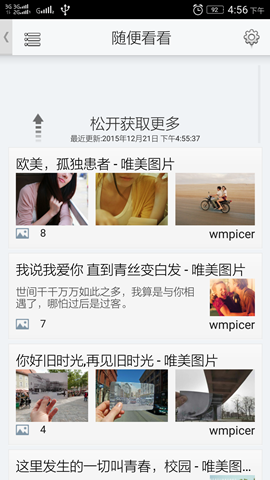 3G 3G 2G G 92 4:56 下午
随便看看
松开获取更多
最近更新:2015年12月21日 下午4:55:37
欧美，孤独患者 - 唯美图片
8 wmpicer
我说我爱你 直到青丝变白发 - 唯美图片
世间千千万万如此之多，我算是与你相
遇了，哪怕过后是过客。
7 wmpicer
你好旧时光,再见旧时光 - 唯美图片
4 wmpicer
这里发生的一切叫青春，校园 - 唯美图...